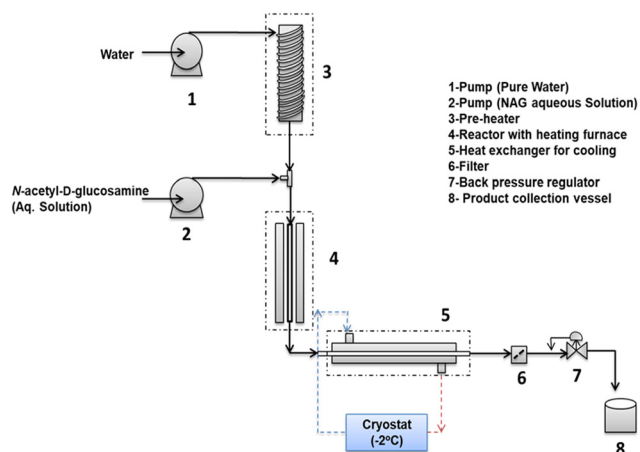 Water
1
3
N-acetyl-D-glucosamine
(Aq. Solution)
2
4
5
6
7
8
Cryostat
(-2ºC)
1-Pump (Pure Water)
2-Pump (NAG aqueous Solution)
3-Pre-heater
4-Reactor with heating furnace
5-Heat exchanger for cooling
6-Filter
7-Back pressure regulator
8- Product collection vessel